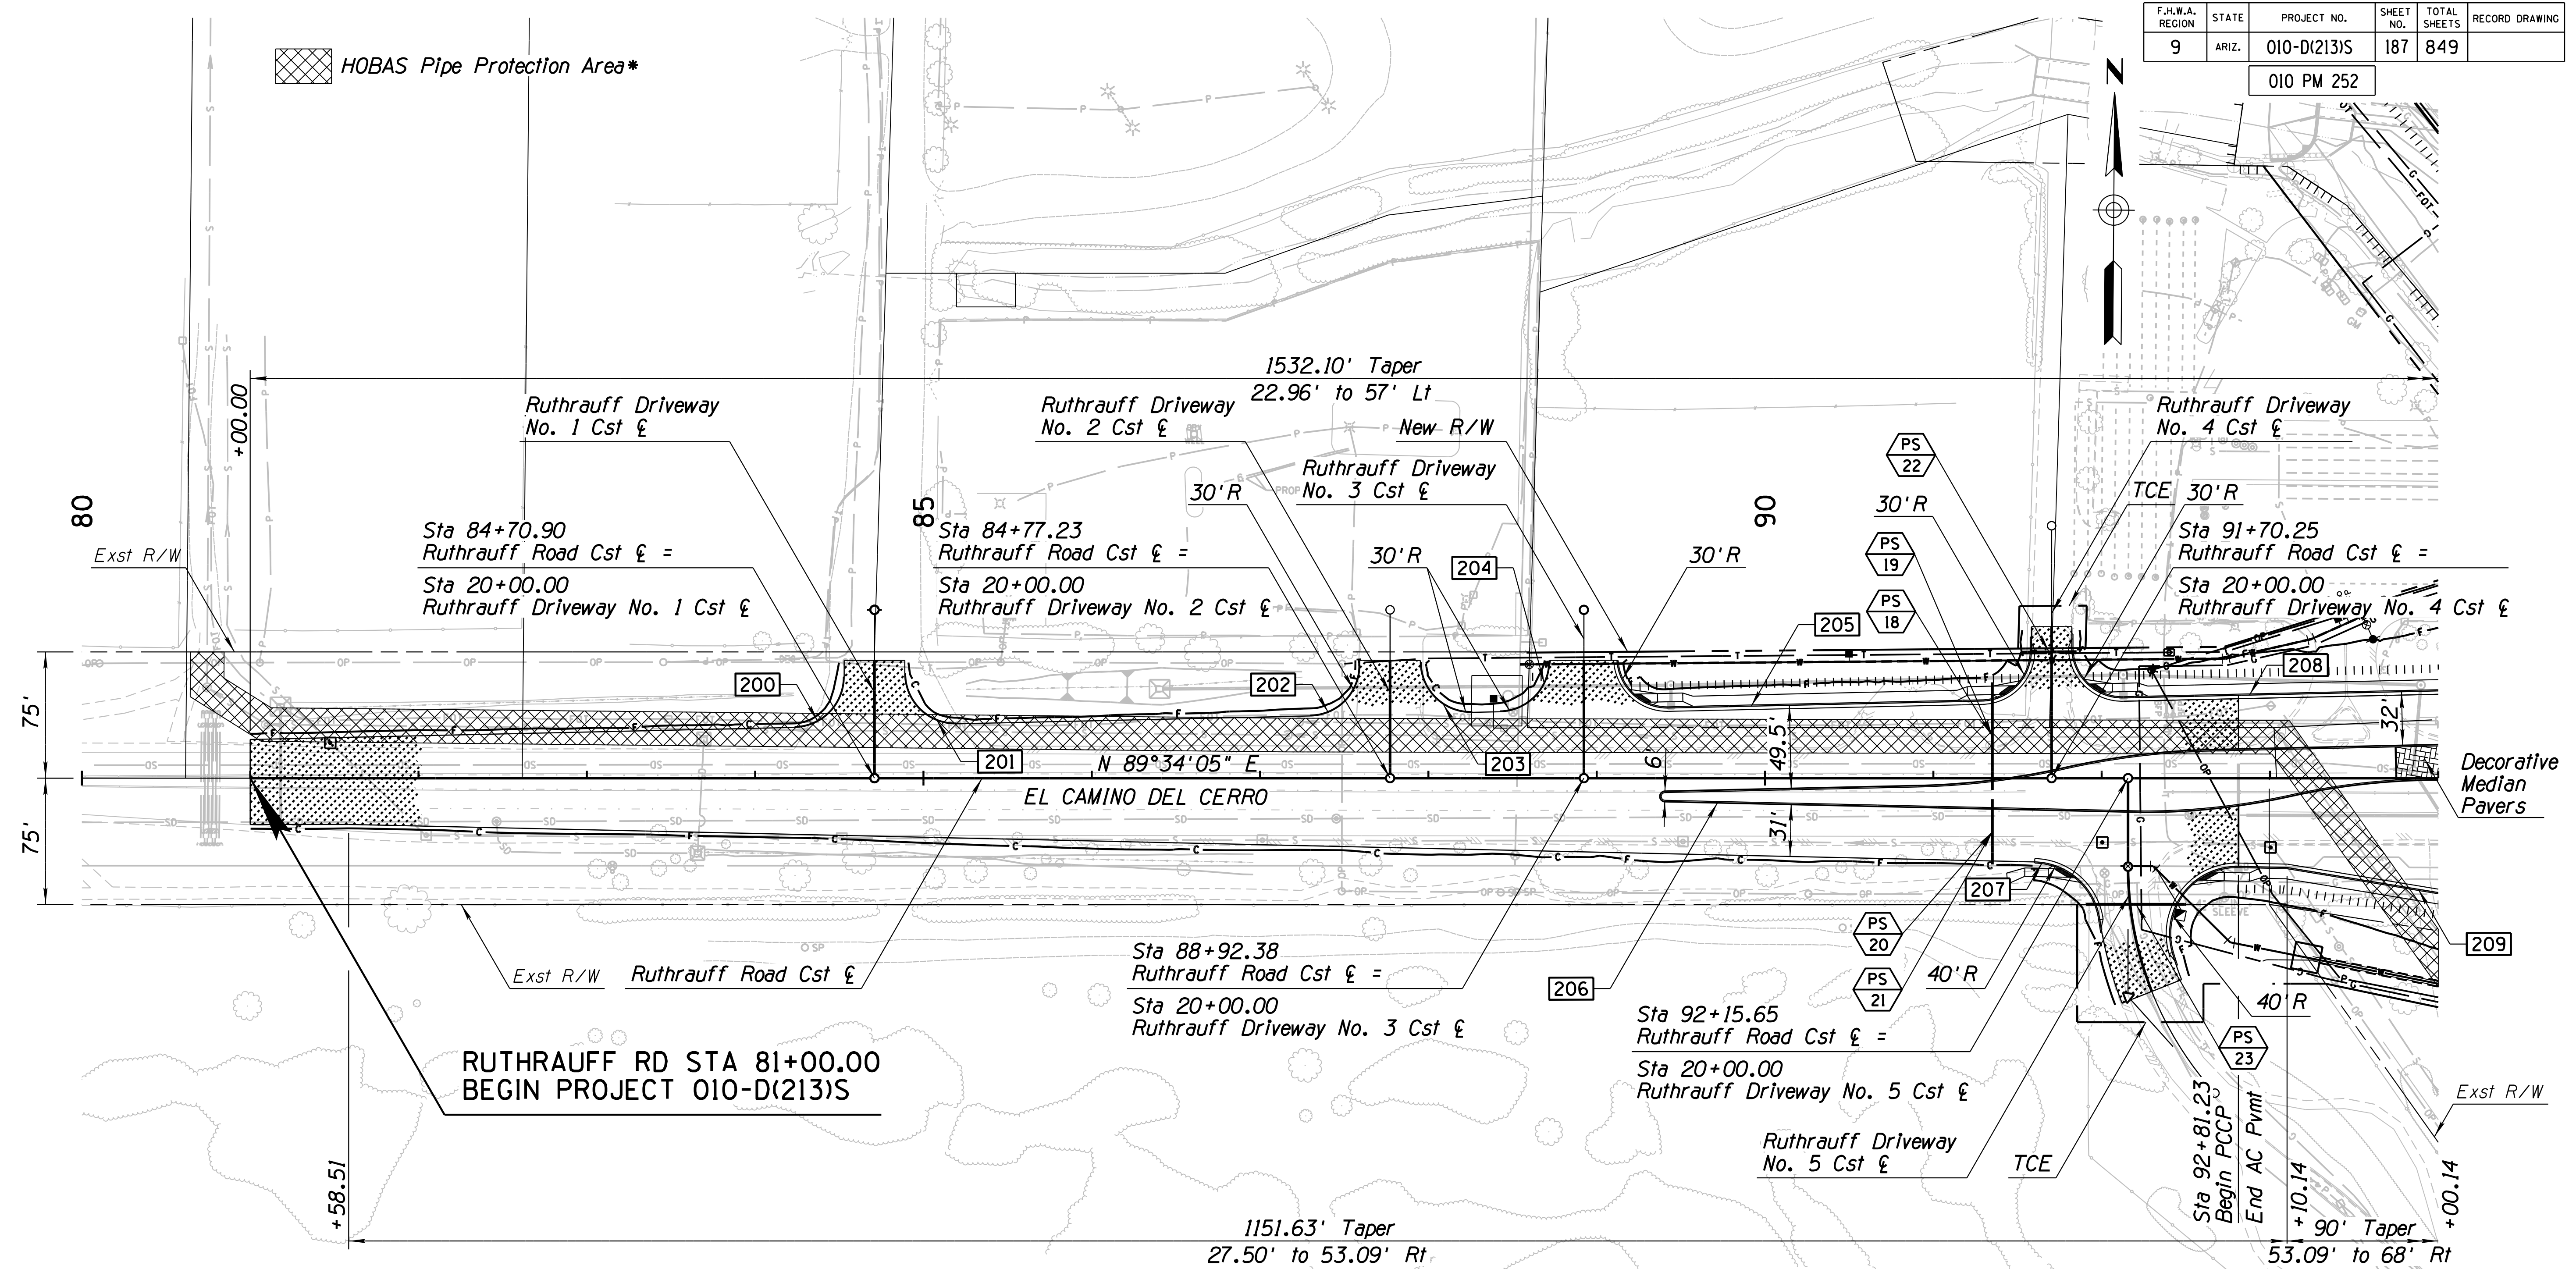 F.H.W.A. REGION STATE PROJECT NO. SHEET NO. TOTAL SHEETS RECORD DRAWING
9 ARIZ. 010-D(213)S 187 849
010 PM 252
HOBAS Pipe Protection Area*
N
1532.10' Taper
22.96' to 57' Lt
+00.00
Ruthrauff Driveway
No. 1 Cst ℄
Ruthrauff Driveway
No. 2 Cst ℄
New R/W
Ruthrauff Driveway
No. 3 Cst ℄
Ruthrauff Driveway
No. 4 Cst ℄
PS
22
TCE
30'R
30'R
30'R
30'R
30'R
80
85
90
Exst R/W
Sta 84+70.90
Ruthrauff Road Cst ℄ =
Sta 20+00.00
Ruthrauff Driveway No. 1 Cst ℄
Sta 84+77.23
Ruthrauff Road Cst ℄ =
Sta 20+00.00
Ruthrauff Driveway No. 2 Cst ℄
204
PS
19
PS
18
205
Sta 91+70.25
Ruthrauff Road Cst ℄ =
Sta 20+00.00
Ruthrauff Driveway No. 4 Cst ℄
200
202
208
75'
75'
201
203
N 89°34'05" E
EL CAMINO DEL CERRO
6'
49.5'
31'
32'
Decorative
Median
Pavers
207
209
SLEEVE
Exst R/W
Ruthrauff Road Cst ℄
Sta 88+92.38
Ruthrauff Road Cst ℄ =
Sta 20+00.00
Ruthrauff Driveway No. 3 Cst ℄
206
PS
20
PS
21
40'R
40'R
Sta 92+15.65
Ruthrauff Road Cst ℄ =
Sta 20+00.00
Ruthrauff Driveway No. 5 Cst ℄
PS
23
RUTHRAUFF RD STA 81+00.00
BEGIN PROJECT 010-D(213)S
Ruthrauff Driveway
No. 5 Cst ℄
TCE
Exst R/W
Sta 92+81.23
Begin PCCP
End AC Pvmt
+58.51
+10.14
+00.14
1151.63' Taper
27.50' to 53.09' Rt
90' Taper
53.09' to 68' Rt